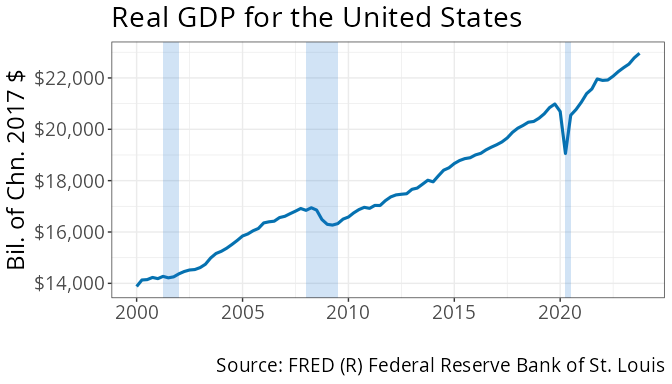 Real GDP for the United States
Bil. of Chn. 2017 $
$22,000
$20,000
$18,000
$16,000
$14,000
2000 2005 2010 2015 2020
Source: FRED (R) Federal Reserve Bank of St. Louis